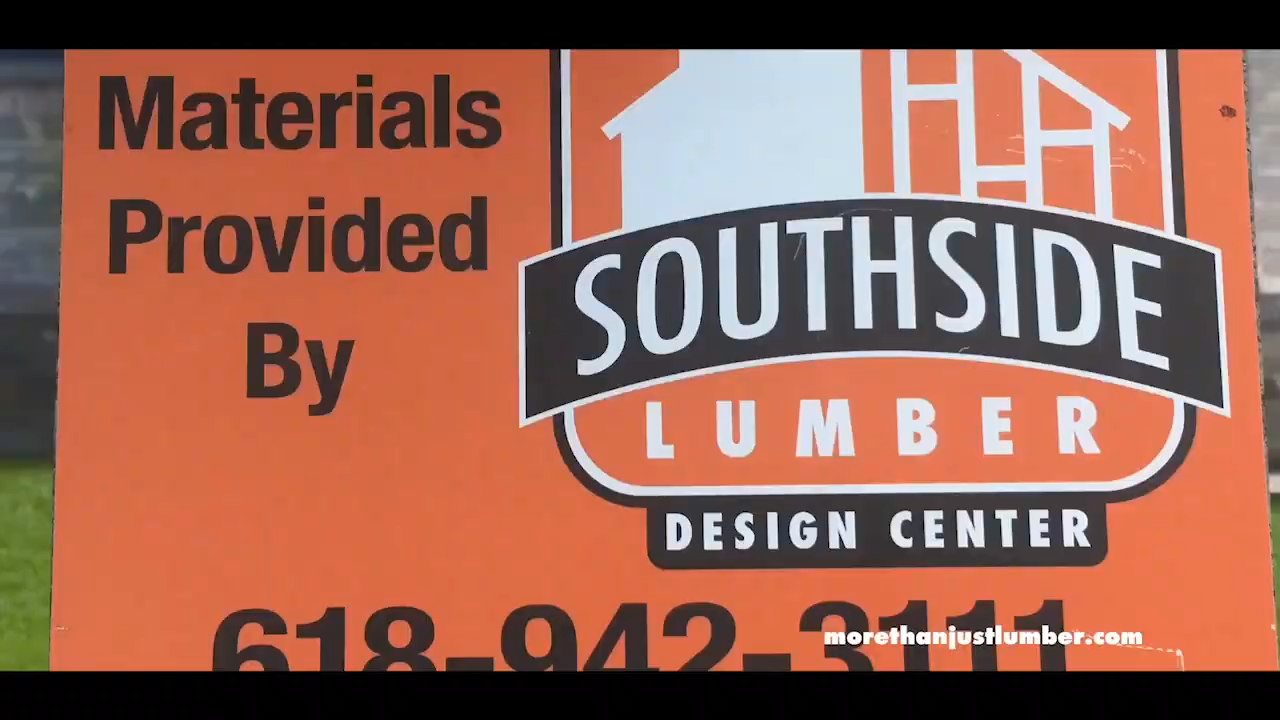 Materials
Provided
By
SOUTHSIDE
LUMBER
DESIGN CENTER
618-942-3111
morethanjustlumber.com